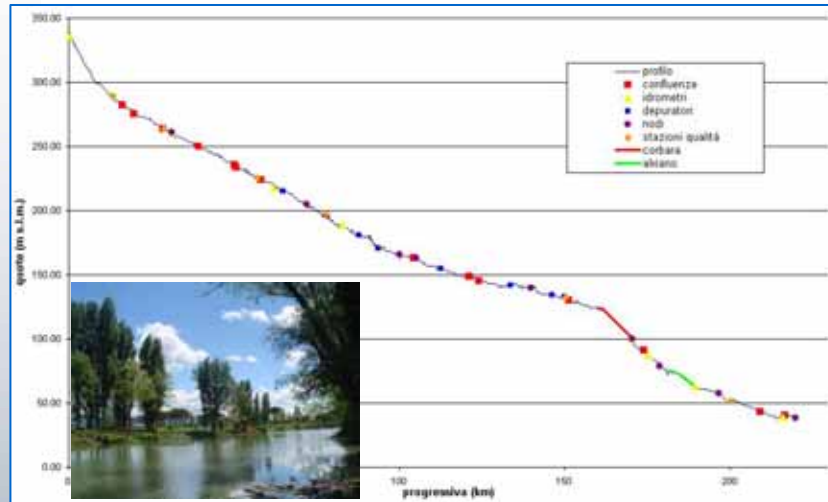 350.00
300.00
250.00
200.00
150.00
100.00
50.00
0.00
quote (m s.l.m.)
profilo
confluenze
idrometri
depuratori
nodi
stazioni qualità
corbara
alviano
0
100
150
200
progressiva (km)